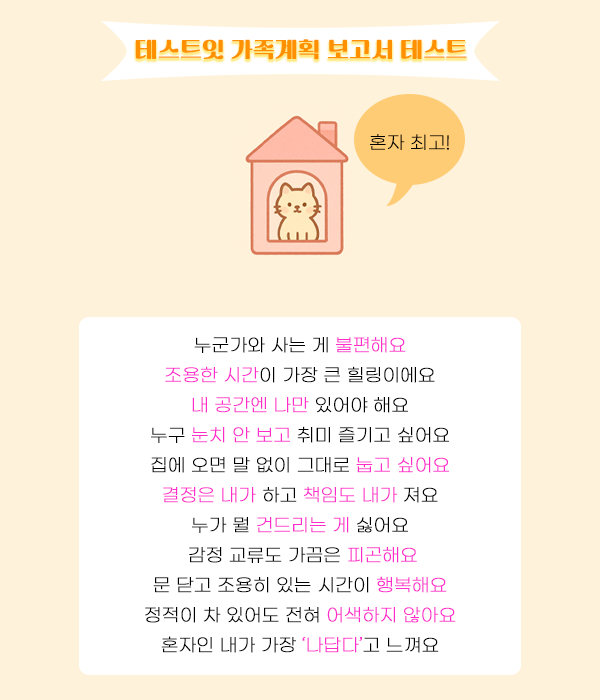 테스트잇 가족계획 보고서 테스트
혼자 최고!
누군가와 사는 게 불편해요
조용한 시간이 가장 큰 힐링이에요
내 공간엔 나만 있어야 해요
누구 눈치 안 보고 취미 즐기고 싶어요
집에 오면 말 없이 그대로 눕고 싶어요
결정은 내가 하고 책임도 내가 져요
누가 뭘 건드리는 게 싫어요
감정 교류도 가끔은 피곤해요
문 닫고 조용히 있는 시간이 행복해요
정적이 차 있어도 전혀 어색하지 않아요
혼자인 내가 가장 ‘나답다’고 느껴요